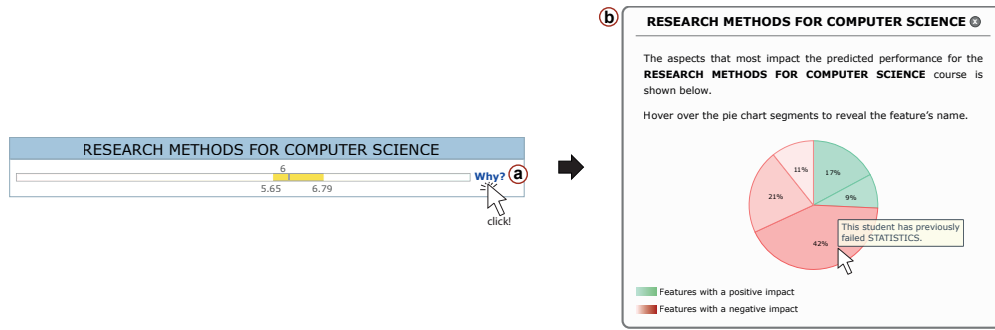 RESEARCH METHODS FOR COMPUTER SCIENCE
6
5.65 6.79
Why?
a
click!
b
RESEARCH METHODS FOR COMPUTER SCIENCE x
The aspects that most impact the predicted performance for the
RESEARCH METHODS FOR COMPUTER SCIENCE course is
shown below.
Hover over the pie chart segments to reveal the feature's name.
11%
17%
21%
9%
This student has previously
failed STATISTICS.
42%
Features with a positive impact
Features with a negative impact